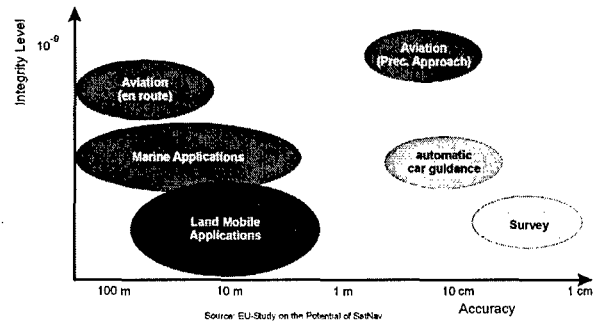 Integrity Level
10⁻⁹
Aviation
(en route)
Aviation
(Prec. Approach)
Marine Applications
automatic
car guidance
Land Mobile
Applications
Survey
100 m
10 m
1 m
10 cm
1 cm
Source: EU-Study on the Potential of SatNav
Accuracy